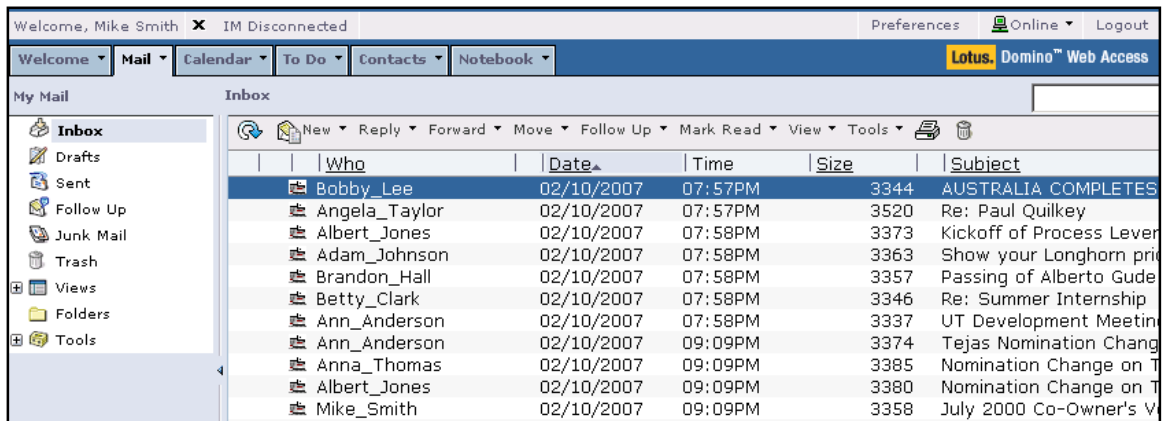 Welcome, Mike Smith X IM Disconnected Preferences Online Logout
Welcome Mail Calendar To Do Contacts Notebook Lotus. Domino™ Web Access
My Mail Inbox
Inbox New Reply Forward Move Follow Up Mark Read View Tools
Drafts Who Date Time Size Subject
Sent Bobby_Lee 02/10/2007 07:57PM 3344 AUSTRALIA COMPLETES
Follow Up Angela_Taylor 02/10/2007 07:57PM 3520 Re: Paul Quilkey
Junk Mail Albert_Jones 02/10/2007 07:58PM 3373 Kickoff of Process Lever
Trash Adam_Johnson 02/10/2007 07:58PM 3363 Show your Longhorn pri
Views Brandon_Hall 02/10/2007 07:58PM 3357 Passing of Alberto Gude
Folders Betty_Clark 02/10/2007 07:58PM 3346 Re: Summer Internship
Ann_Anderson 02/10/2007 07:58PM 3337 UT Development Meetin
Tools Ann_Anderson 02/10/2007 09:09PM 3374 Tejas Nomination Chang
Anna_Thomas 02/10/2007 09:09PM 3385 Nomination Change on T
Albert_Jones 02/10/2007 09:09PM 3380 Nomination Change on T
Mike_Smith 02/10/2007 09:09PM 3358 July 2000 Co-Owner's V